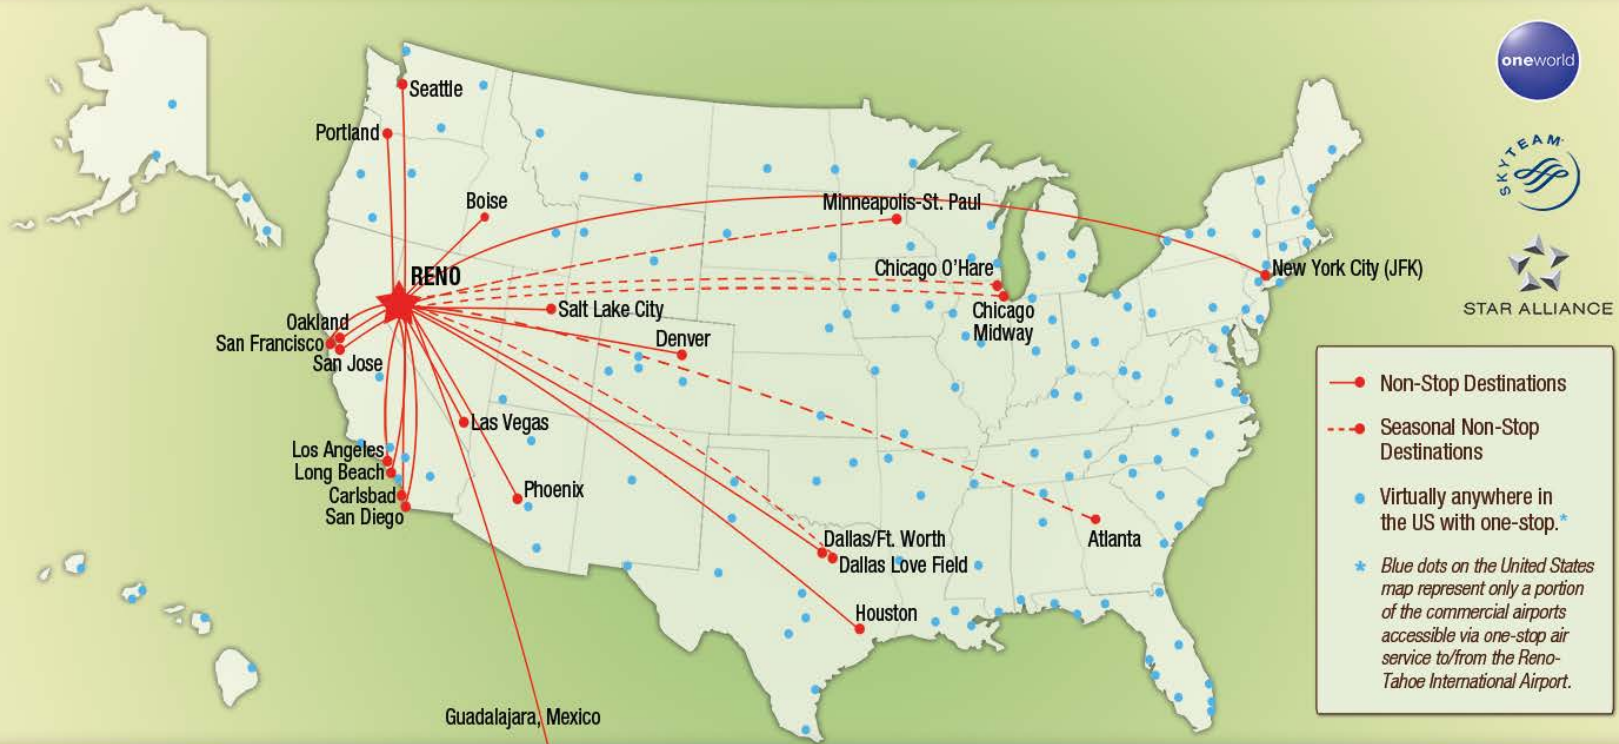 Seattle
Portland
Boise
Minneapolis-St. Paul
RENO
Chicago O'Hare
New York City (JFK)
Salt Lake City
Chicago
Midway
Oakland
San Francisco
San Jose
Denver
Las Vegas
Los Angeles
Long Beach
Carlsbad
San Diego
Phoenix
Dallas/Ft. Worth
Dallas Love Field
Atlanta
Houston
Guadalajara, Mexico
oneworld
SKYTEAM
STAR ALLIANCE
Non-Stop Destinations
Seasonal Non-Stop
Destinations
Virtually anywhere in
the US with one-stop.*
* Blue dots on the United States
map represent only a portion
of the commercial airports
accessible via one-stop air
service to/from the Reno-
Tahoe International Airport.